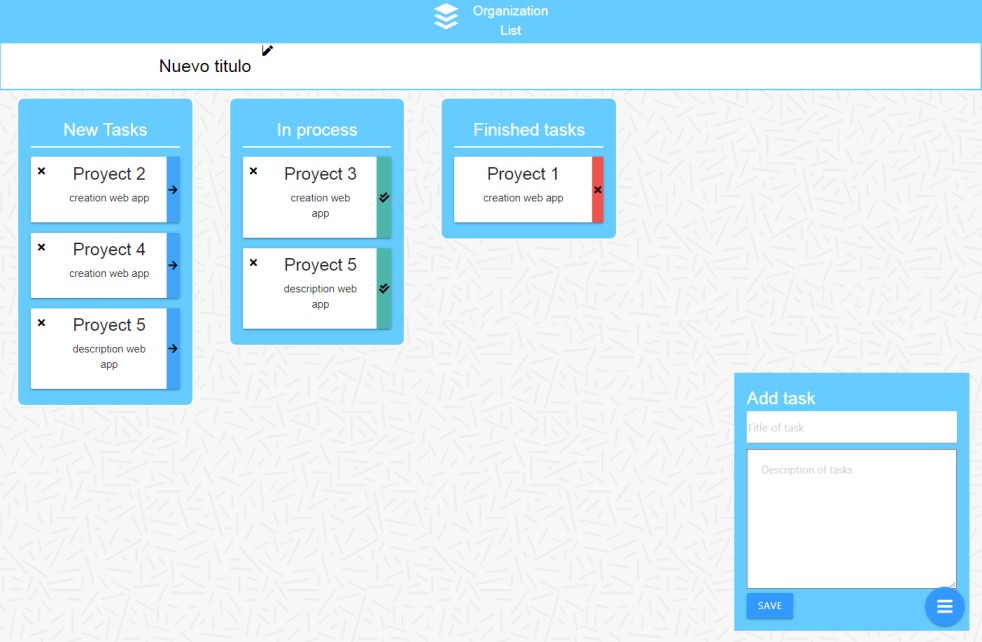 Organization
List
Nuevo titulo
New Tasks
Proyect 2
creation web app
Proyect 4
creation web app
Proyect 5
description web
app
In process
Proyect 3
creation web
app
Proyect 5
description web
app
Finished tasks
Proyect 1
creation web app
Add task
Title of task
Description of tasks
SAVE